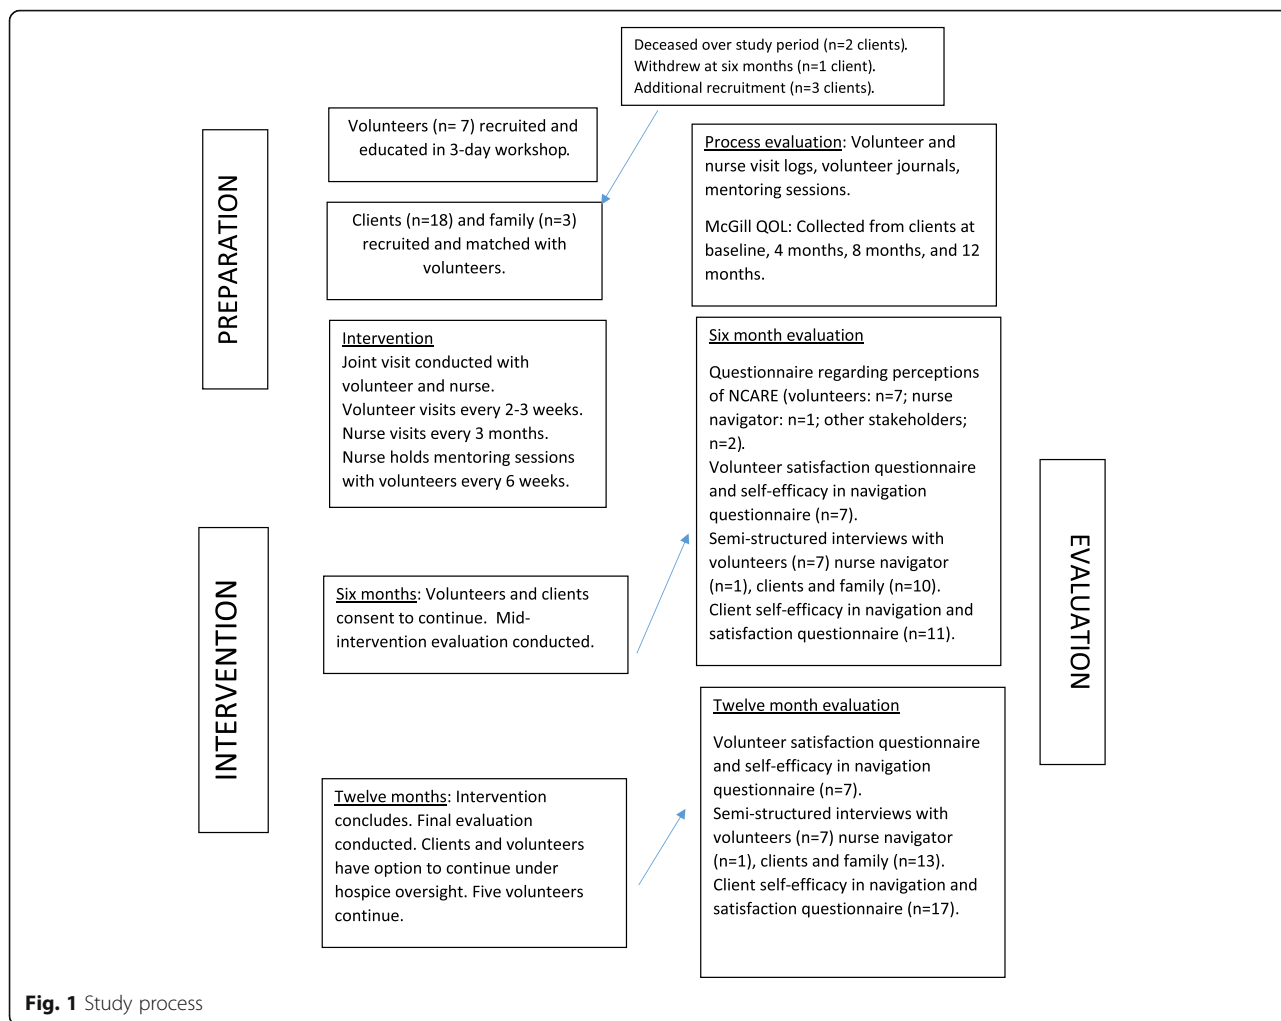 Deceased over study period (n=2 clients).
Withdrew at six months (n=1 client).
Additional recruitment (n=3 clients).
PREPARATION
Volunteers (n= 7) recruited and
educated in 3-day workshop.
Clients (n=18) and family (n=3)
recruited and matched with
volunteers.
Intervention
Joint visit conducted with
volunteer and nurse.
Volunteer visits every 2-3 weeks.
Nurse visits every 3 months.
Nurse holds mentoring sessions
with volunteers every 6 weeks.
INTERVENTION
Six months: Volunteers and clients
consent to continue.  Mid-
intervention evaluation conducted.
Twelve months: Intervention
concludes. Final evaluation
conducted. Clients and volunteers
have option to continue under
hospice oversight. Five volunteers
continue.
Process evaluation: Volunteer and
nurse visit logs, volunteer journals,
mentoring sessions.
McGill QOL: Collected from clients at
baseline, 4 months, 8 months, and 12
months.
Six month evaluation
Questionnaire regarding perceptions
of NCARE (volunteers: n=7; nurse
navigator: n=1; other stakeholders;
n=2).
Volunteer satisfaction questionnaire
and self-efficacy in navigation
questionnaire (n=7).
Semi-structured interviews with
volunteers (n=7) nurse navigator
(n=1), clients and family (n=10).
Client self-efficacy in navigation and
satisfaction questionnaire (n=11).
Twelve month evaluation
Volunteer satisfaction questionnaire
and self-efficacy in navigation
questionnaire (n=7).
Semi-structured interviews with
volunteers (n=7) nurse navigator
(n=1), clients and family (n=13).
Client self-efficacy in navigation and
satisfaction questionnaire (n=17).
EVALUATION
Fig. 1 Study process